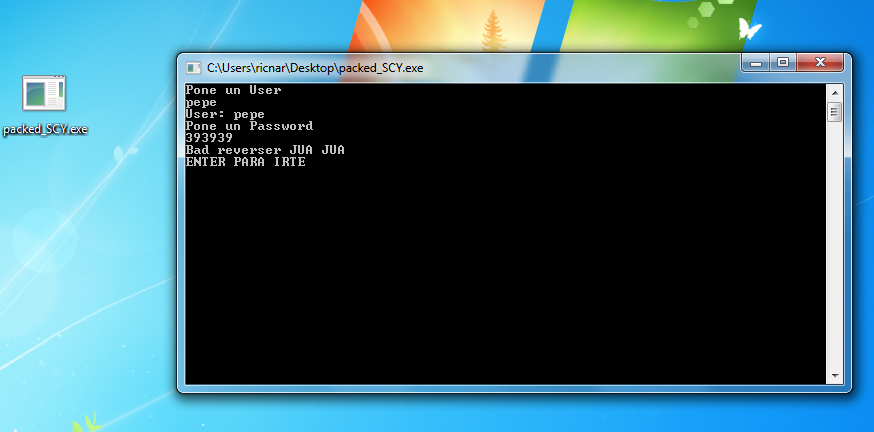 C:\Users\ricnar\Desktop\packed_SCY.exe
packed_SCY.exe
Pone un User
pepe
User: pepe
Pone un Password
393939
Bad reverser JUA JUA
ENTER PARA IRTE